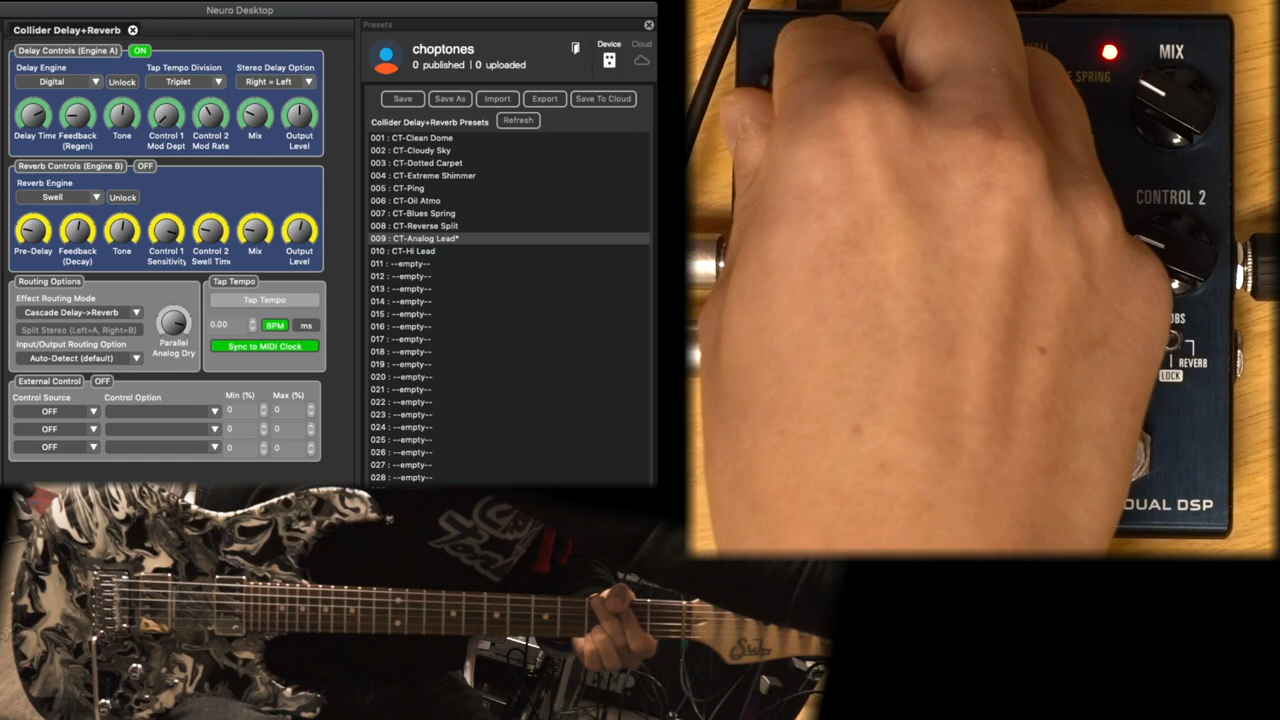 Neuro Desktop
Collider Delay+Reverb
Delay Controls (Engine A) ON
Delay Engine Tap Tempo Division Stereo Delay Option
Digital Unlock Triplet Right = Left
Delay Time Feedback (Regen) Tone Control 1 Mod Dept Control 2 Mod Rate Mix Output Level
Reverb Controls (Engine B) OFF
Reverb Engine
Swell Unlock
Pre-Delay Feedback (Decay) Tone Control 1 Sensitivity Control 2 Swell Tim Mix Output Level
Routing Options
Effect Routing Mode
Cascade Delay->Reverb
Split Stereo (Left=A, Right=B)
Input/Output Routing Option
Auto-Detect (default)
Parallel
Analog Dry
Tap Tempo
Tap Tempo
0.00 BPM ms
Sync to MIDI Clock
External Control OFF
Control Source Control Option Min (%) Max (%)
OFF 0 0
OFF 0 0
OFF 0 0
Presets
choptones
0 published | 0 uploaded
Device Cloud
Save Save As Import Export Save To Cloud
Collider Delay+Reverb Presets Refresh
001 : CT-Clean Dome
002 : CT-Cloudy Sky
003 : CT-Dotted Carpet
004 : CT-Extreme Shimmer
005 : CT-Ping
006 : CT-Oil Atmo
007 : CT-Blues Spring
008 : CT-Reverse Split
009 : CT-Analog Lead*
010 : CT-Hi Lead
011 : --empty--
012 : --empty--
013 : --empty--
014 : --empty--
015 : --empty--
016 : --empty--
017 : --empty--
018 : --empty--
019 : --empty--
020 : --empty--
021 : --empty--
022 : --empty--
023 : --empty--
024 : --empty--
025 : --empty--
026 : --empty--
027 : --empty--
028 : --empty--
MIX
SPRING
CONTROL 2
REVERB
LOCK
DUAL DSP
Suhr